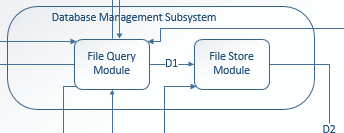 Database Management Subsystem
File Query
Module
D1
File Store
Module
D2